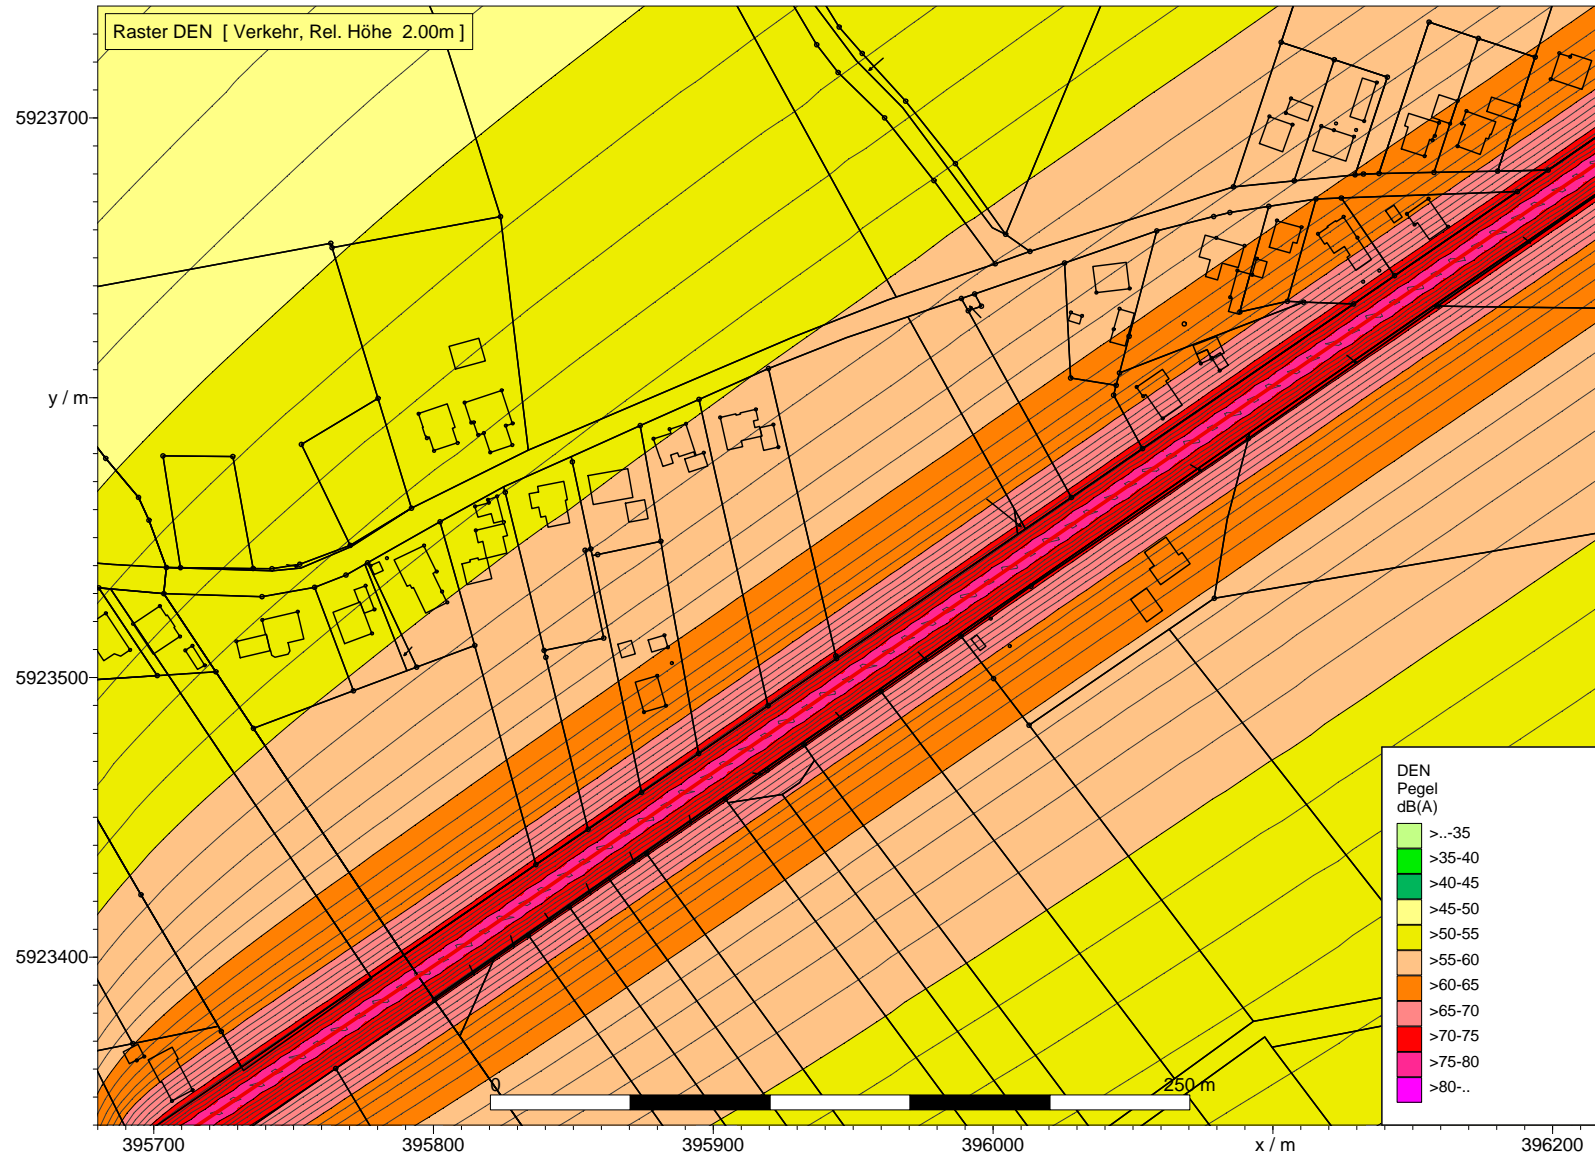 Raster DEN [ Verkehr, Rel. Höhe 2.00m ]
5923700
y / m
5923500
5923400
395700
395800
395900
396000
x / m
396200
0
250 m
DEN
Pegel
dB(A)
>..-35
>35-40
>40-45
>45-50
>50-55
>55-60
>60-65
>65-70
>70-75
>75-80
>80-..